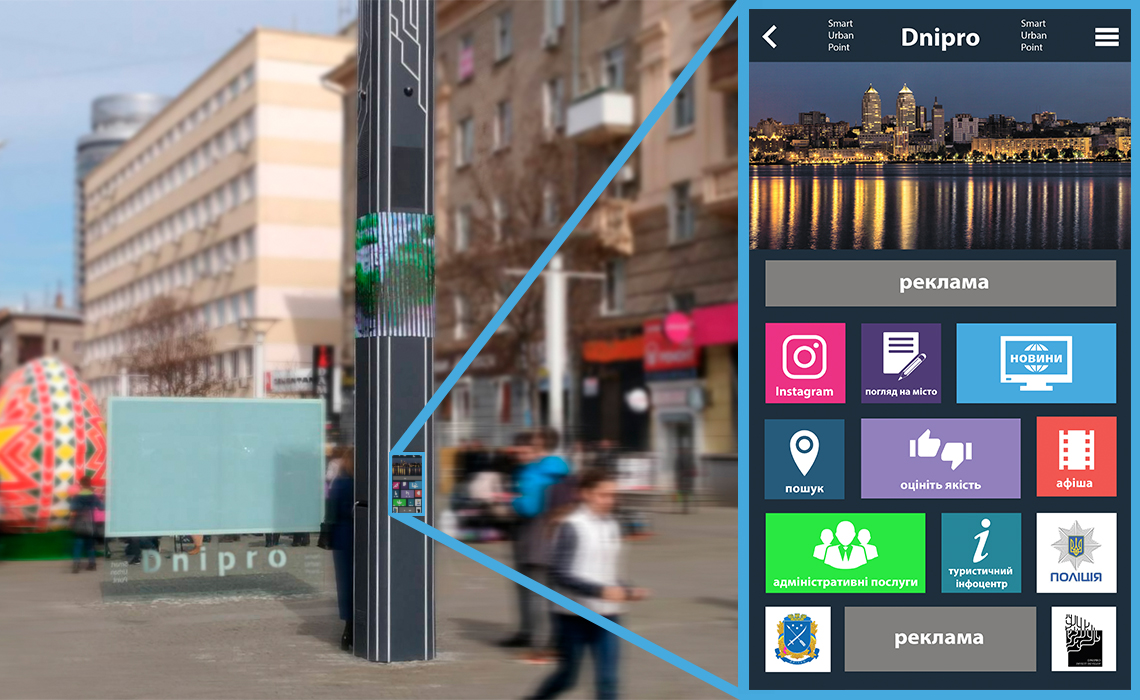 Dnipro
Smart
Urban
Point
Dnipro
Smart
Urban
Point
реклама
Instagram
погляд на місто
НОВИНИ
пошук
оцініть якість
афіша
адміністративні послуги
туристичний
інфоцентр
ПОЛІЦІЯ
реклама